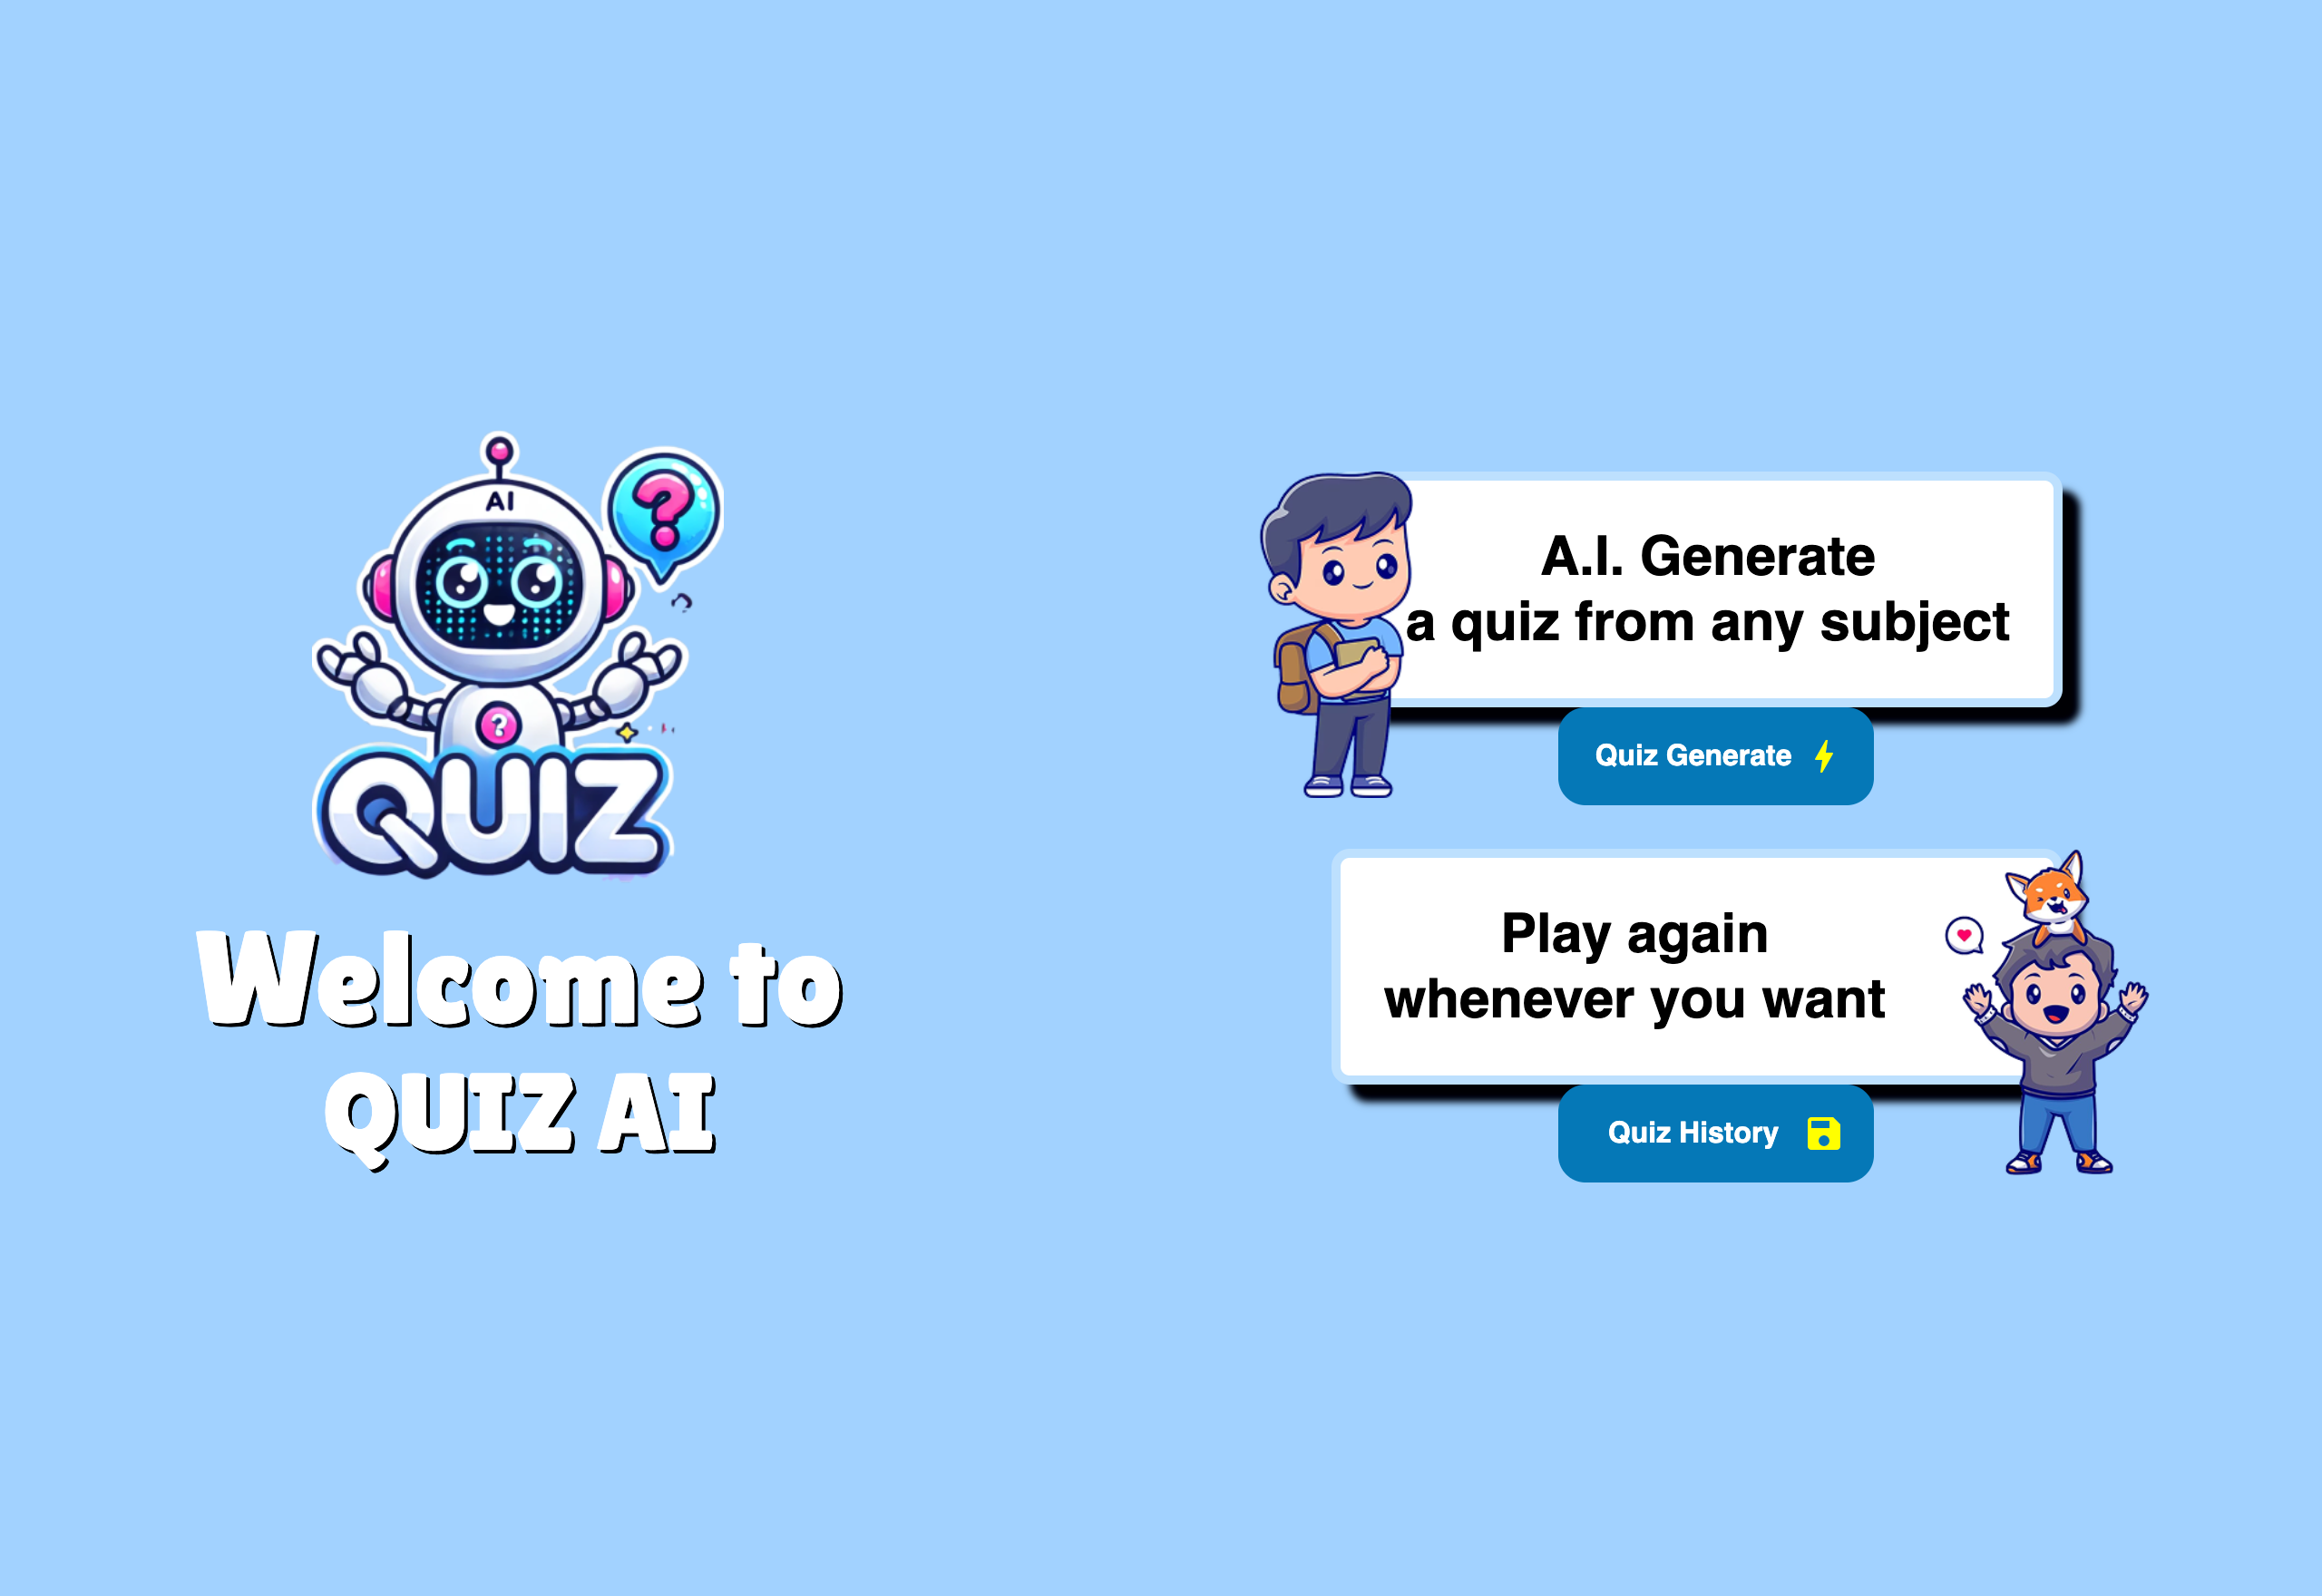 AI
?
?
QUIZ
Welcome to
QUIZ AI
A.I. Generate
a quiz from any subject
Quiz Generate
Play again
whenever you want
Quiz History